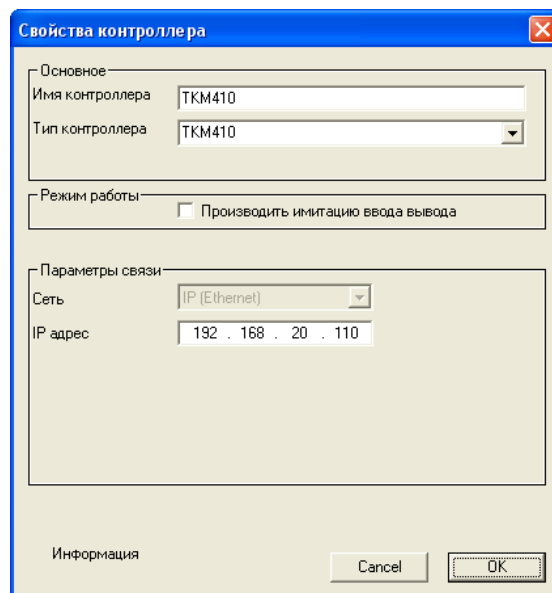 Свойства контроллера
Основное
Имя контроллера TKM410
Тип контроллера TKM410
Режим работы
Производить имитацию ввода вывода
Параметры связи
Сеть IP (Ethernet)
IP адрес 192 . 168 . 20 . 110
Информация
Cancel OK